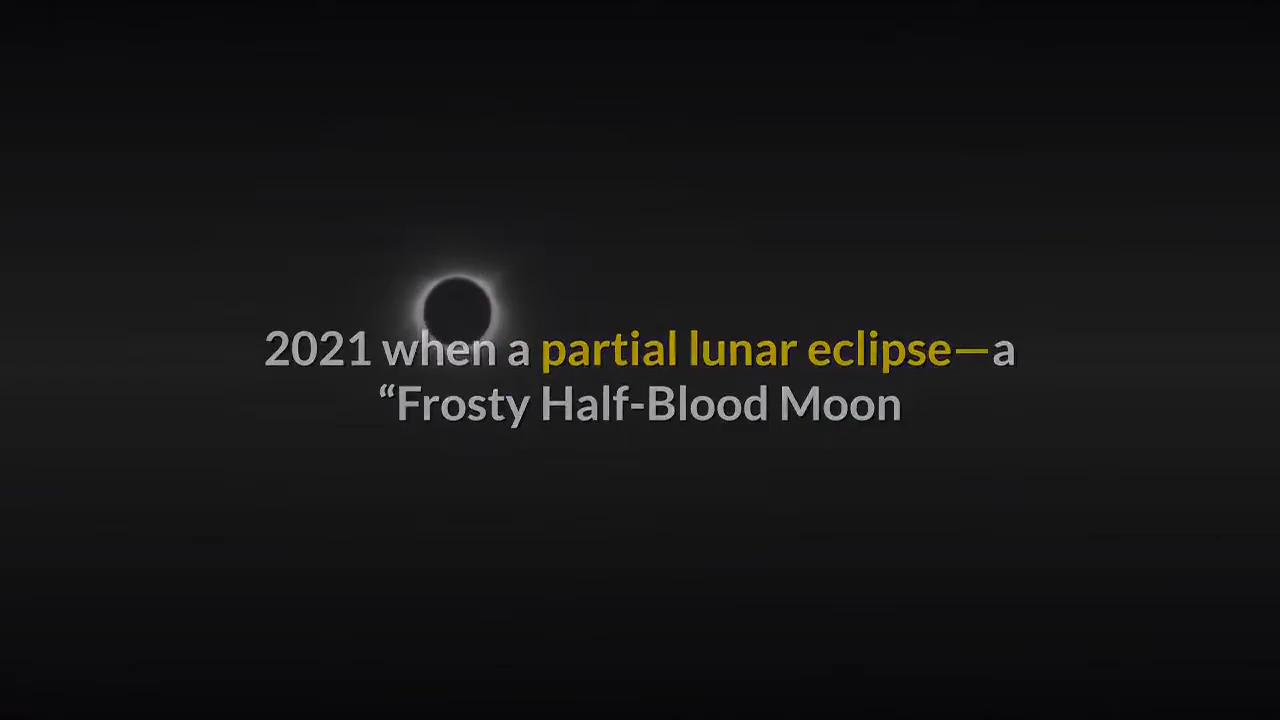 2021 when a partial lunar eclipse—a
“Frosty Half-Blood Moon